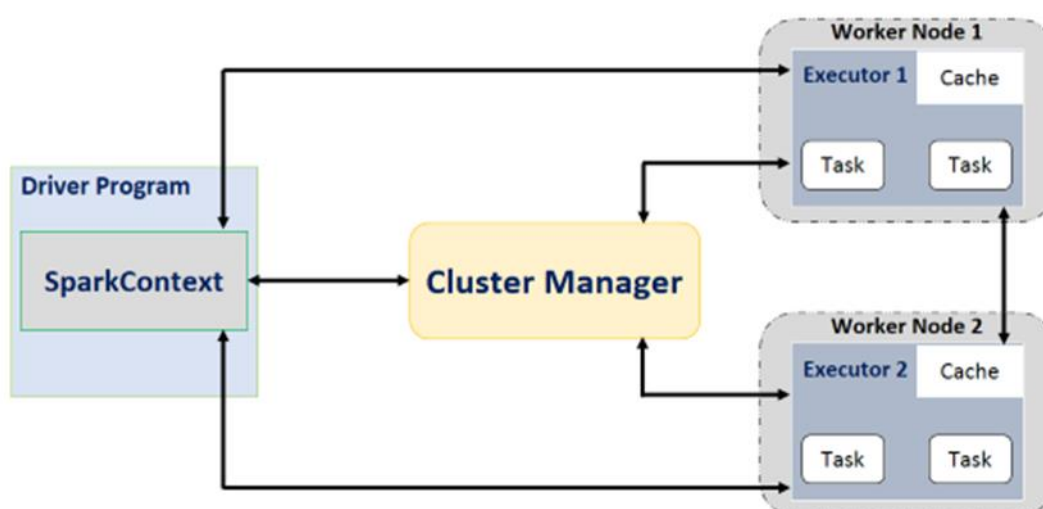 Worker Node 1
Executor 1
Cache
Task
Task
Driver Program
SparkContext
Cluster Manager
Worker Node 2
Executor 2
Cache
Task
Task